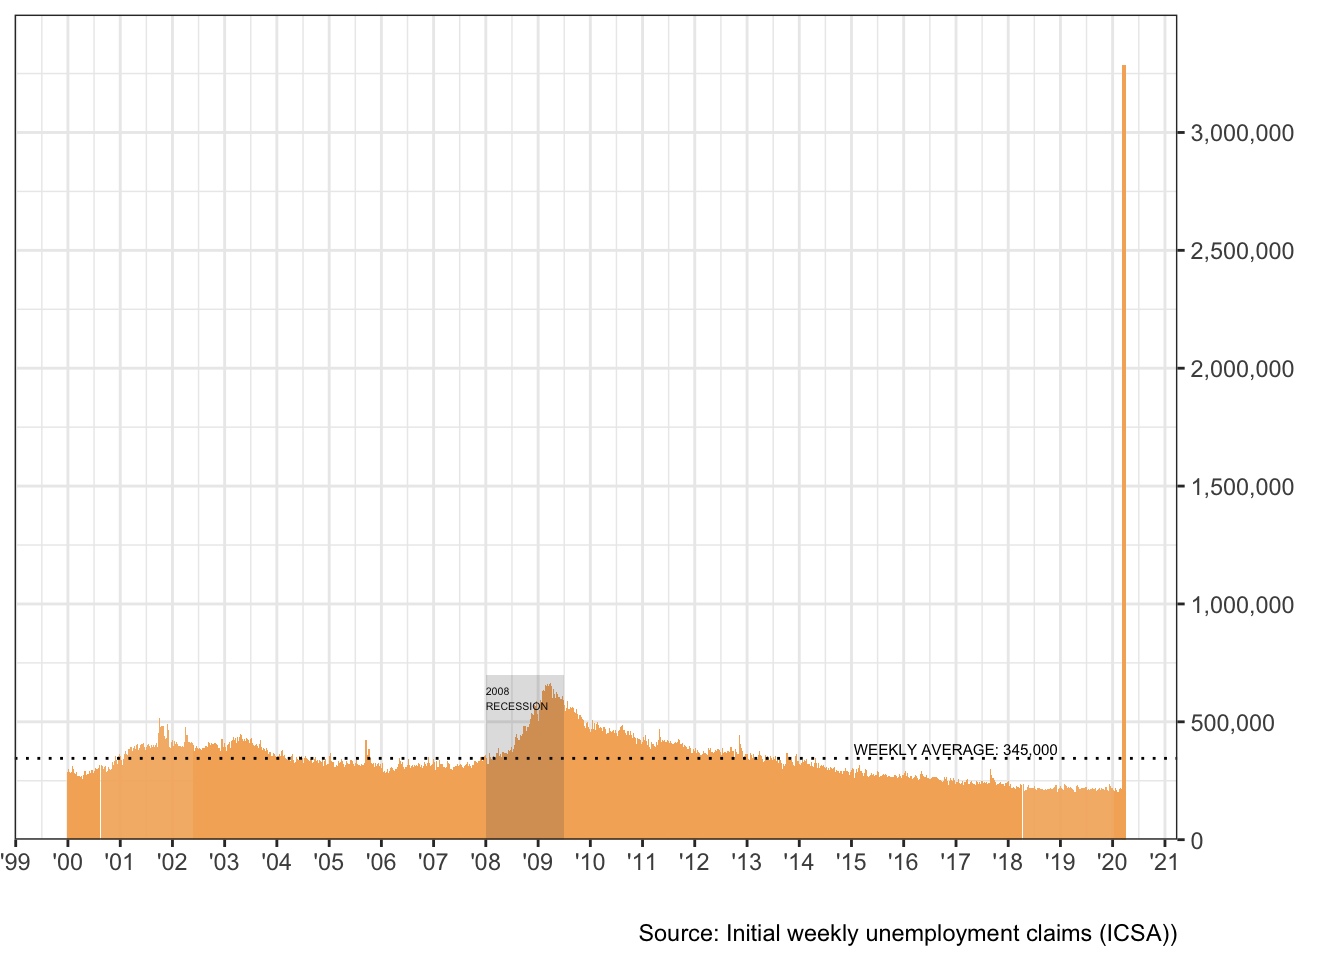 3,000,000
2,500,000
2,000,000
1,500,000
1,000,000
2008
RECESSION
500,000
WEEKLY AVERAGE: 345,000
0
'99 '00 '01 '02 '03 '04 '05 '06 '07 '08 '09 '10 '11 '12 '13 '14 '15 '16 '17 '18 '19 '20 '21
Source: Initial weekly unemployment claims (ICSA))